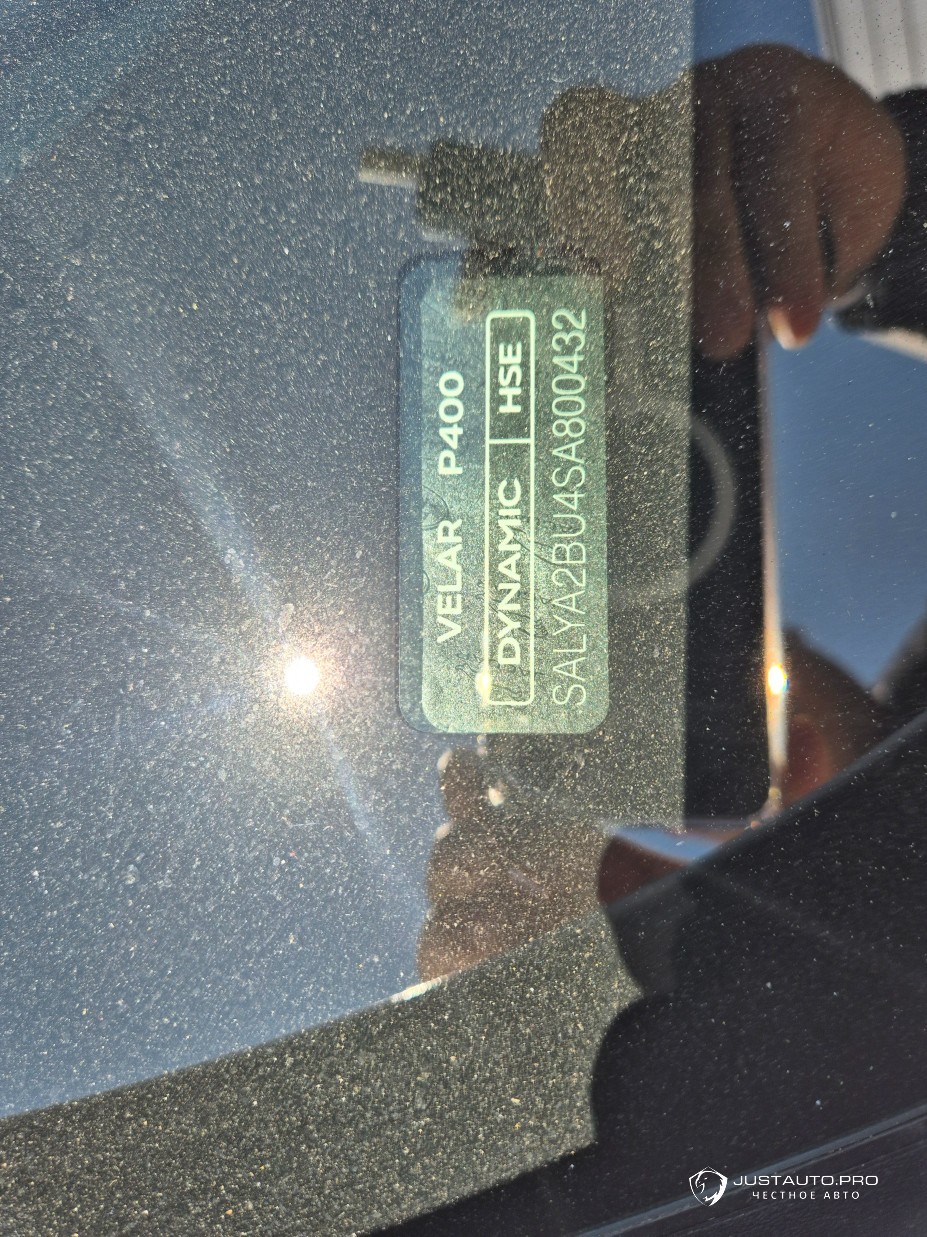 VELAR P400
DYNAMIC HSE
SALYA2BU4SA800432
JUSTAUTO.PRO
ЧЕСТНОЕ АВТО